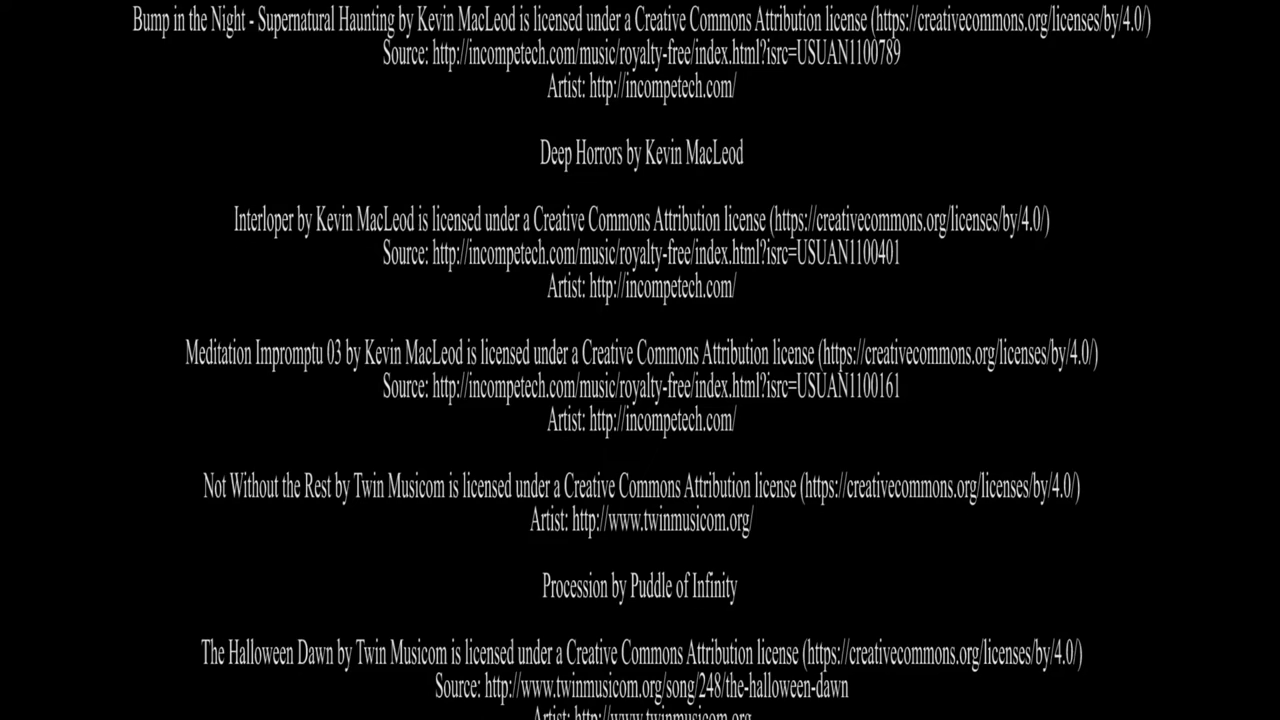 Bump in the Night - Supernatural Haunting by Kevin MacLeod is licensed under a Creative Commons Attribution license (https://creativecommons.org/licenses/by/4.0/)
Source: http://incompetech.com/music/royalty-free/index.html?isrc=USUAN1100789
Artist: http://incompetech.com/
Deep Horrors by Kevin MacLeod
Interloper by Kevin MacLeod is licensed under a Creative Commons Attribution license (https://creativecommons.org/licenses/by/4.0/)
Source: http://incompetech.com/music/royalty-free/index.html?isrc=USUAN1100401
Artist: http://incompetech.com/
Meditation Impromptu 03 by Kevin MacLeod is licensed under a Creative Commons Attribution license (https://creativecommons.org/licenses/by/4.0/)
Source: http://incompetech.com/music/royalty-free/index.html?isrc=USUAN1100161
Artist: http://incompetech.com/
Not Without the Rest by Twin Musicom is licensed under a Creative Commons Attribution license (https://creativecommons.org/licenses/by/4.0/)
Artist: http://www.twinmusicom.org/
Procession by Puddle of Infinity
The Halloween Dawn by Twin Musicom is licensed under a Creative Commons Attribution license (https://creativecommons.org/licenses/by/4.0/)
Source: http://www.twinmusicom.org/song/248/the-halloween-dawn
Artist: http://www.twinmusicom.org